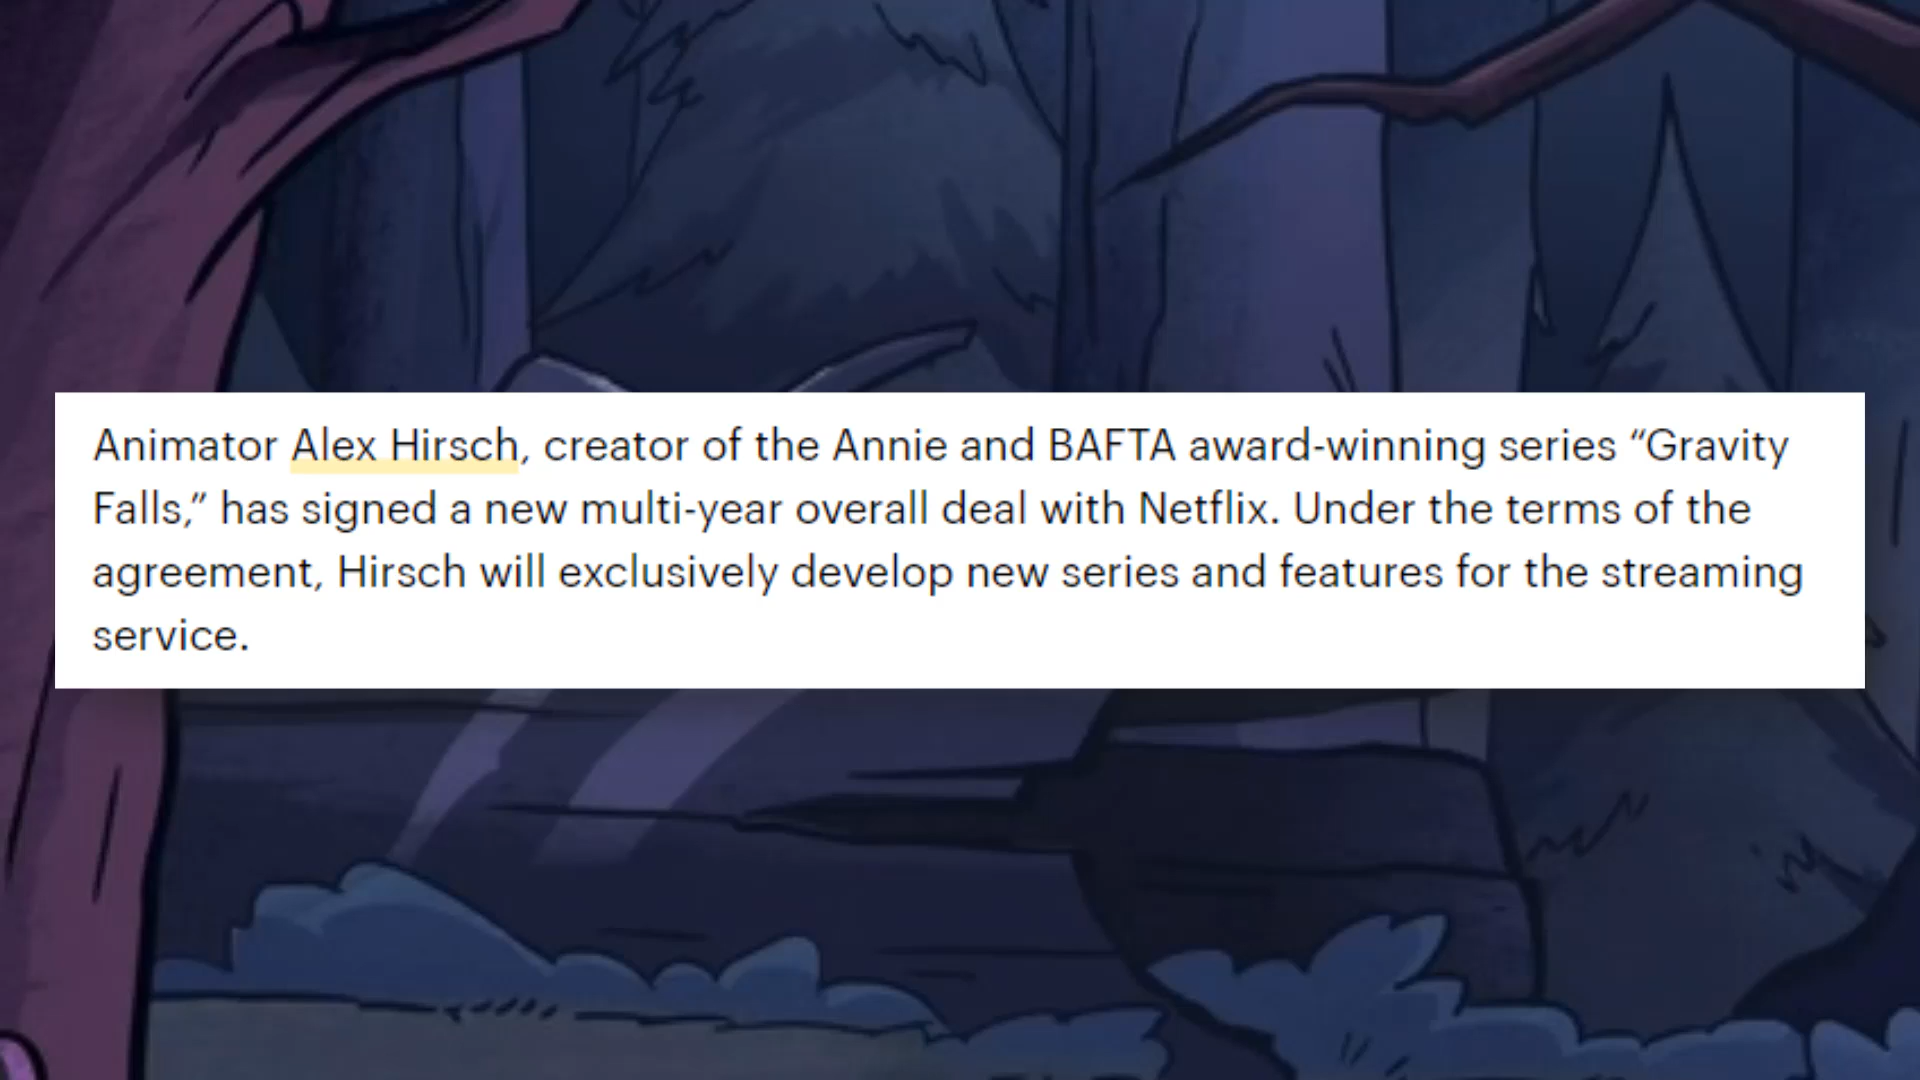 Animator Alex Hirsch, creator of the Annie and BAFTA award-winning series “Gravity
Falls,” has signed a new multi-year overall deal with Netflix. Under the terms of the
agreement, Hirsch will exclusively develop new series and features for the streaming
service.